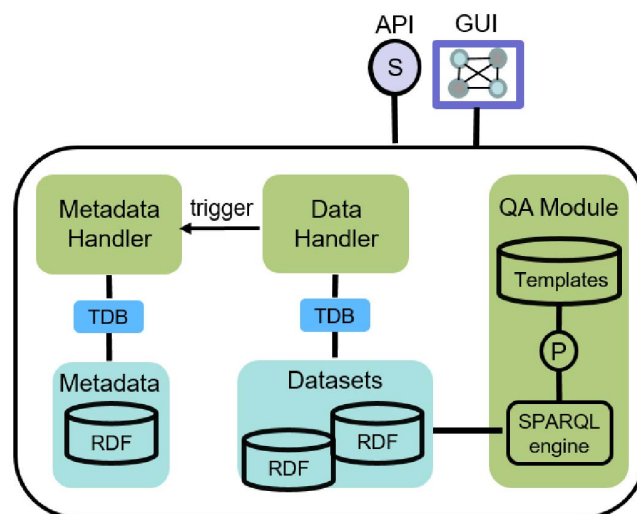 API
GUI
S
Metadata
Handler
trigger
Data
Handler
QA Module
Templates
TDB
TDB
P
Metadata
RDF
Datasets
RDF
RDF
SPARQL
engine